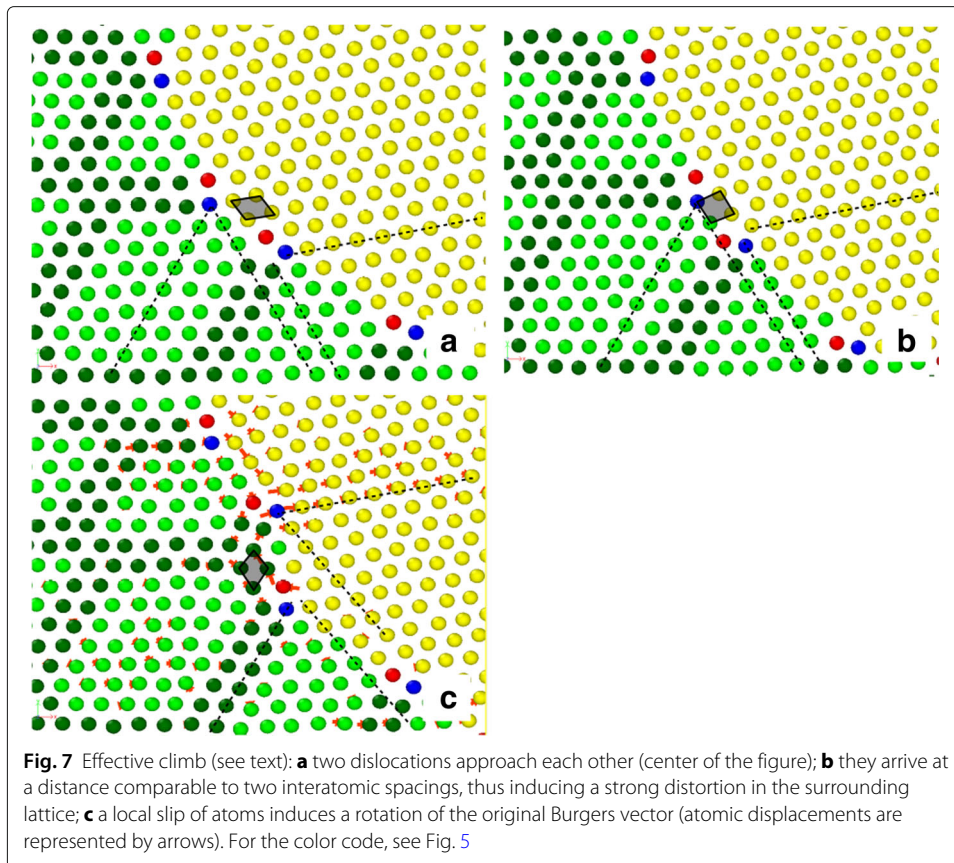 a
b
c
Fig. 7 Effective climb (see text): a two dislocations approach each other (center of the figure); b they arrive at
a distance comparable to two interatomic spacings, thus inducing a strong distortion in the surrounding
lattice; c a local slip of atoms induces a rotation of the original Burgers vector (atomic displacements are
represented by arrows). For the color code, see Fig. 5